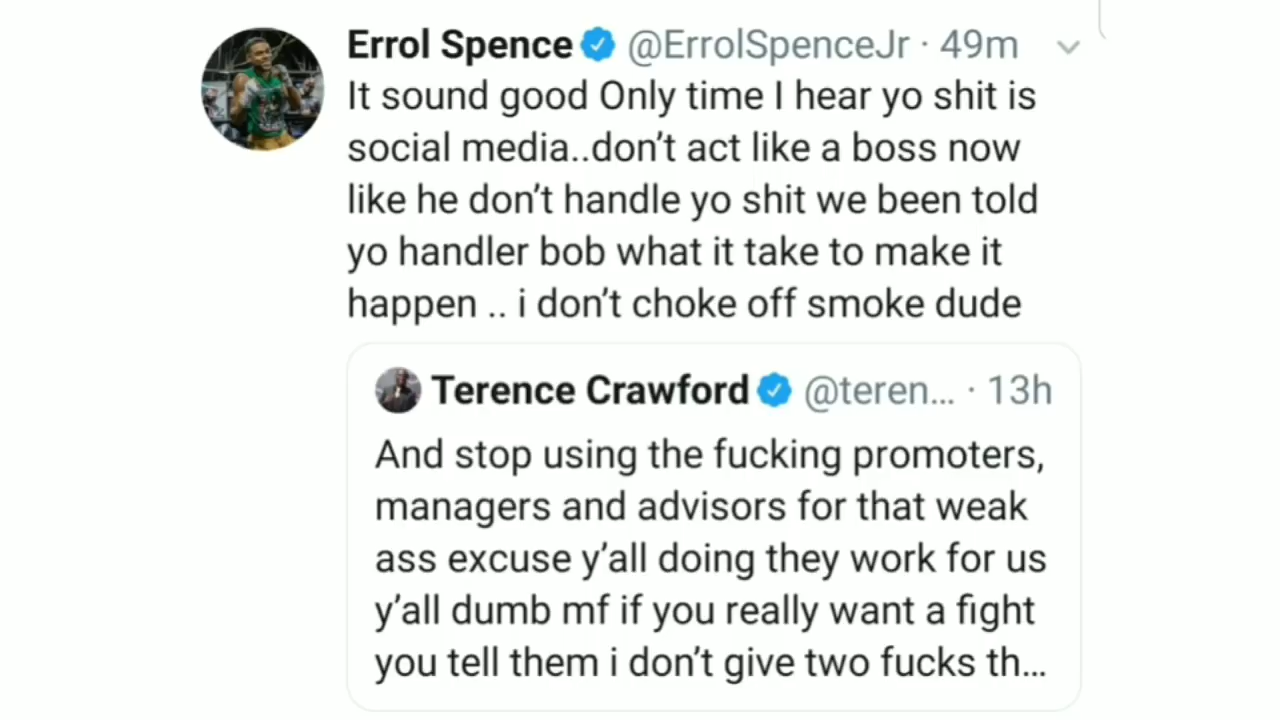 Errol Spence @ErrolSpenceJr · 49m
It sound good Only time I hear yo shit is
social media..don't act like a boss now
like he don't handle yo shit we been told
yo handler bob what it take to make it
happen .. i don't choke off smoke dude
Terence Crawford @teren... · 13h
And stop using the fucking promoters,
managers and advisors for that weak
ass excuse y'all doing they work for us
y'all dumb mf if you really want a fight
you tell them i don't give two fucks th...